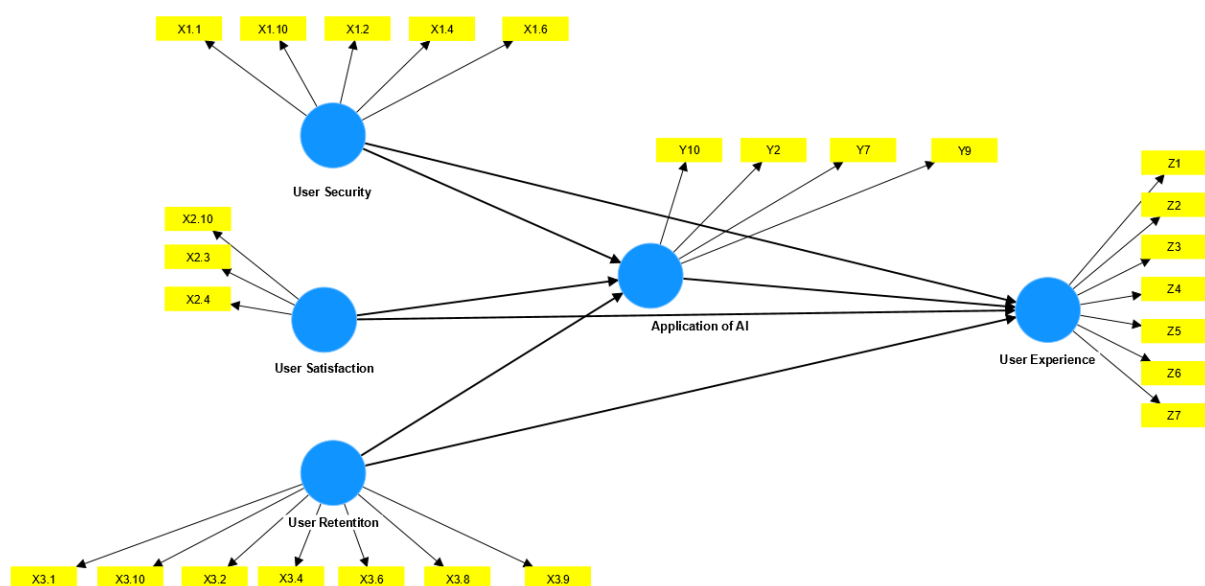 X1.1 X1.10 X1.2 X1.4 X1.6
User Security
Y10 Y2 Y7 Y9
X2.10
X2.3
X2.4
User Satisfaction
Application of AI
Z1
Z2
Z3
Z4
Z5
Z6
Z7
User Experience
User Retentiton
X3.1 X3.10 X3.2 X3.4 X3.6 X3.8 X3.9